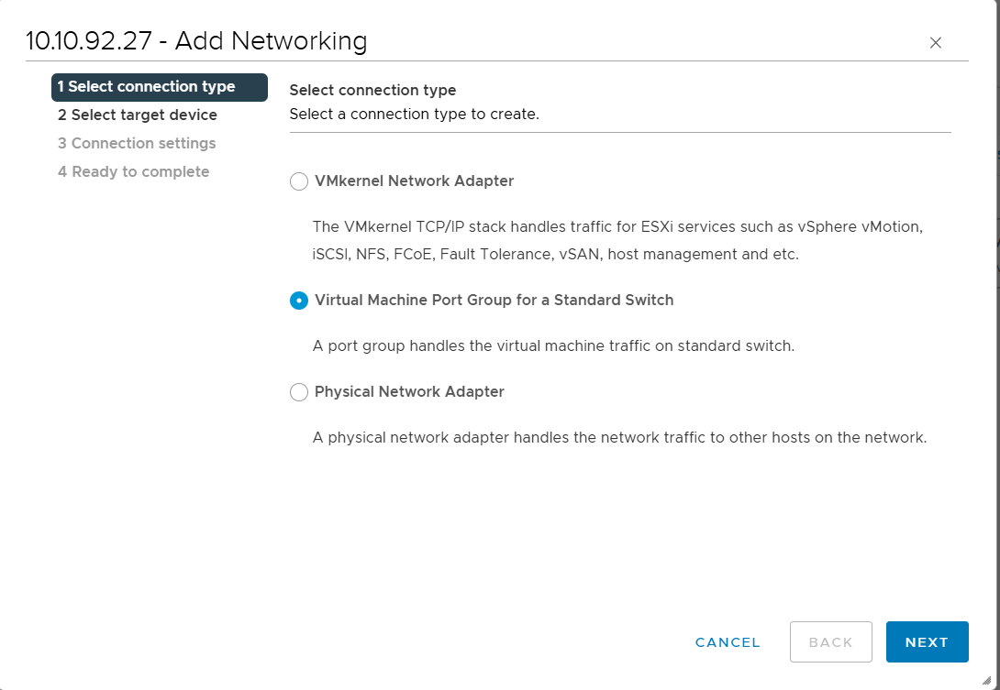 10.10.92.27 - Add Networking
1 Select connection type
2 Select target device
3 Connection settings
4 Ready to complete
Select connection type
Select a connection type to create.
VMkernel Network Adapter
The VMkernel TCP/IP stack handles traffic for ESXi services such as vSphere vMotion,
iSCSI, NFS, FCoE, Fault Tolerance, vSAN, host management and etc.
Virtual Machine Port Group for a Standard Switch
A port group handles the virtual machine traffic on standard switch.
Physical Network Adapter
A physical network adapter handles the network traffic to other hosts on the network.
CANCEL
BACK
NEXT